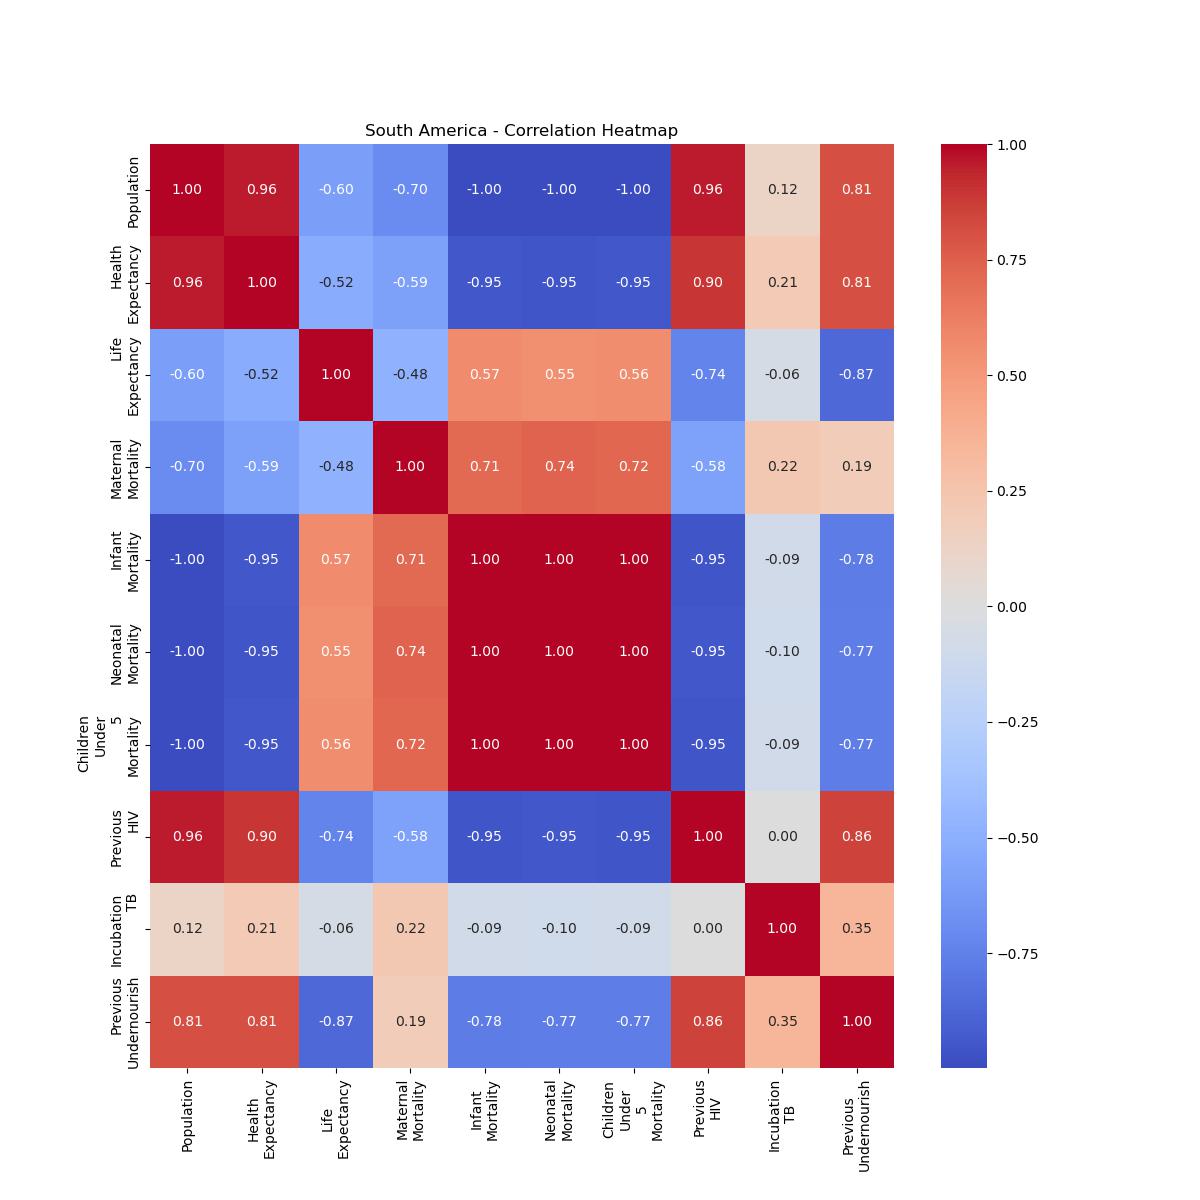 South America - Correlation Heatmap
Population
1.00 0.96 -0.60 -0.70 -1.00 -1.00 -1.00 0.96 0.12 0.81
Health
Expectancy
0.96 1.00 -0.52 -0.59 -0.95 -0.95 -0.95 0.90 0.21 0.81
Life
Expectancy
-0.60 -0.52 1.00 -0.48 0.57 0.55 0.56 -0.74 -0.06 -0.87
Maternal
Mortality
-0.70 -0.59 -0.48 1.00 0.71 0.74 0.72 -0.58 0.22 0.19
Infant
Mortality
-1.00 -0.95 0.57 0.71 1.00 1.00 1.00 -0.95 -0.09 -0.78
Neonatal
Mortality
-1.00 -0.95 0.55 0.74 1.00 1.00 1.00 -0.95 -0.10 -0.77
Children
Under
5
Mortality
-1.00 -0.95 0.56 0.72 1.00 1.00 1.00 -0.95 -0.09 -0.77
Previous
HIV
0.96 0.90 -0.74 -0.58 -0.95 -0.95 -0.95 1.00 0.00 0.86
Incubation
TB
0.12 0.21 -0.06 0.22 -0.09 -0.10 -0.09 0.00 1.00 0.35
Previous
Undernourish
0.81 0.81 -0.87 0.19 -0.78 -0.77 -0.77 0.86 0.35 1.00
Population
Health
Expectancy
Life
Expectancy
Maternal
Mortality
Infant
Mortality
Neonatal
Mortality
Children
Under
5
Mortality
Previous
HIV
Incubation
TB
Previous
Undernourish
1.00
0.75
0.50
0.25
0.00
−0.25
−0.50
−0.75